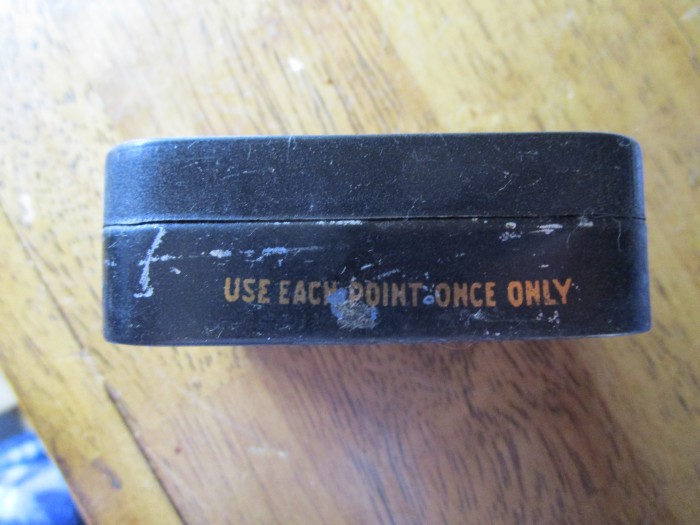 USE EACH POINT ONCE ONLY